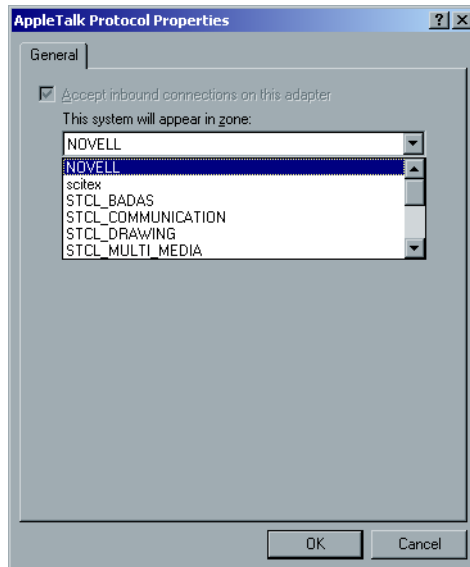 AppleTalk Protocol Properties
General
Accept inbound connections on this adapter
This system will appear in zone:
NOVELL
NOVELL
scitex
STCL_BADAS
STCL_COMMUNICATION
STCL_DRAWING
STCL_MULTI_MEDIA
OK Cancel